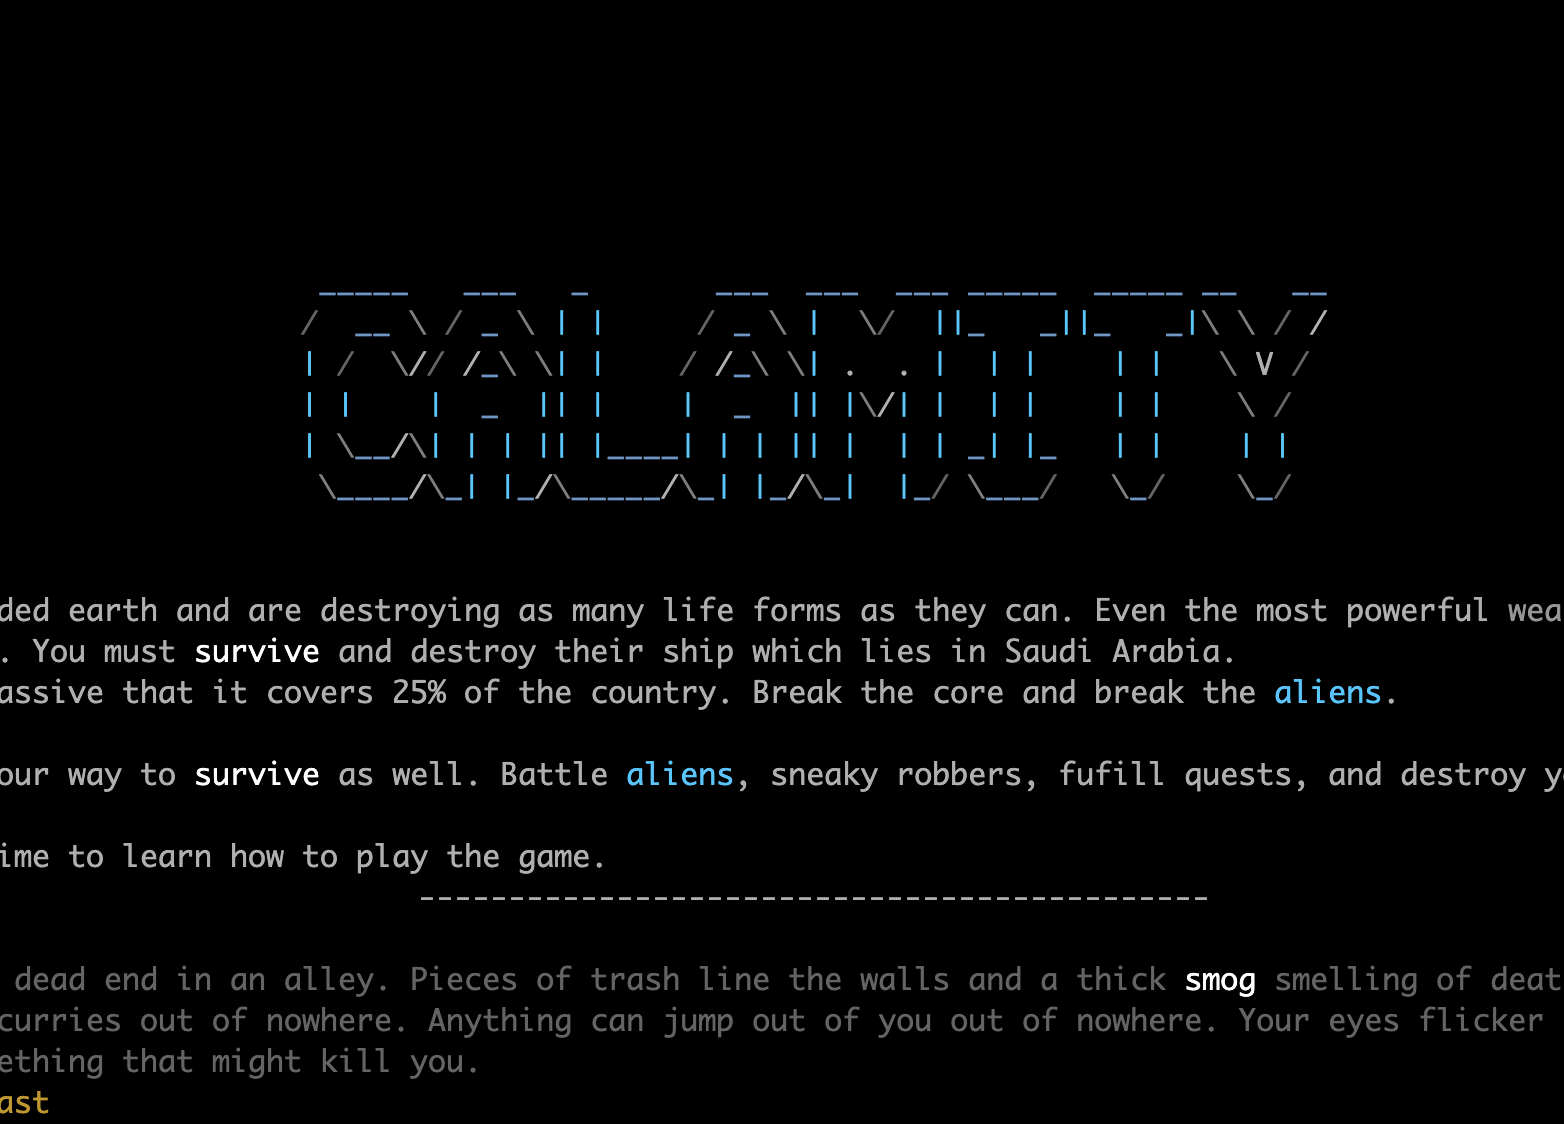 CALAMITY
ded earth and are destroying as many life forms as they can. Even the most powerful wea
. You must survive and destroy their ship which lies in Saudi Arabia.
assive that it covers 25% of the country. Break the core and break the aliens.
our way to survive as well. Battle aliens, sneaky robbers, fufill quests, and destroy y
ime to learn how to play the game.
-------------------------------------------
dead end in an alley. Pieces of trash line the walls and a thick smog smelling of deat
curries out of nowhere. Anything can jump out of you out of nowhere. Your eyes flicker
ething that might kill you.
ast